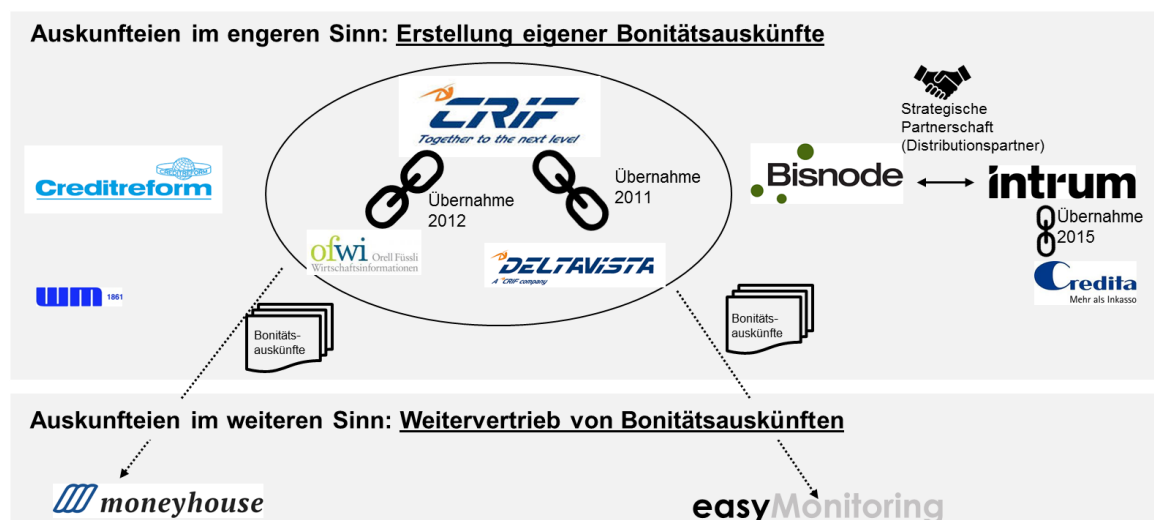 Auskunfteien im engeren Sinn: Erstellung eigener Bonitätsauskünfte
CRIF
Together to the next level
Strategische
Partnerschaft
(Distributionspartner)
CREDITREFORM
Creditreform
Übernahme
2012
Übernahme
2011
Bisnode
intrum
Übernahme
2015
ofwi Orell Füssli
Wirtschaftsinformationen
DELTAVISTA
A CRIF company
Credita
Mehr als Inkasso
wm 1861
Bonitäts-
auskünfte
Bonitäts-
auskünfte
Auskunfteien im weiteren Sinn: Weitervertrieb von Bonitätsauskünften
moneyhouse
easyMonitoring